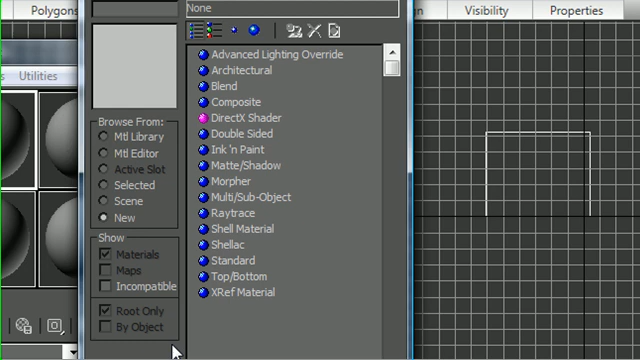 Polygons
Visibility
Properties
None
Utilities
Advanced Lighting Override
Architectural
Blend
Composite
DirectX Shader
Double Sided
Ink 'n Paint
Matte/Shadow
Morpher
Multi/Sub-Object
Raytrace
Shell Material
Shellac
Standard
Top/Bottom
XRef Material
Browse From:
Mtl Library
Mtl Editor
Active Slot
Selected
Scene
New
Show
Materials
Maps
Incompatible
Root Only
By Object